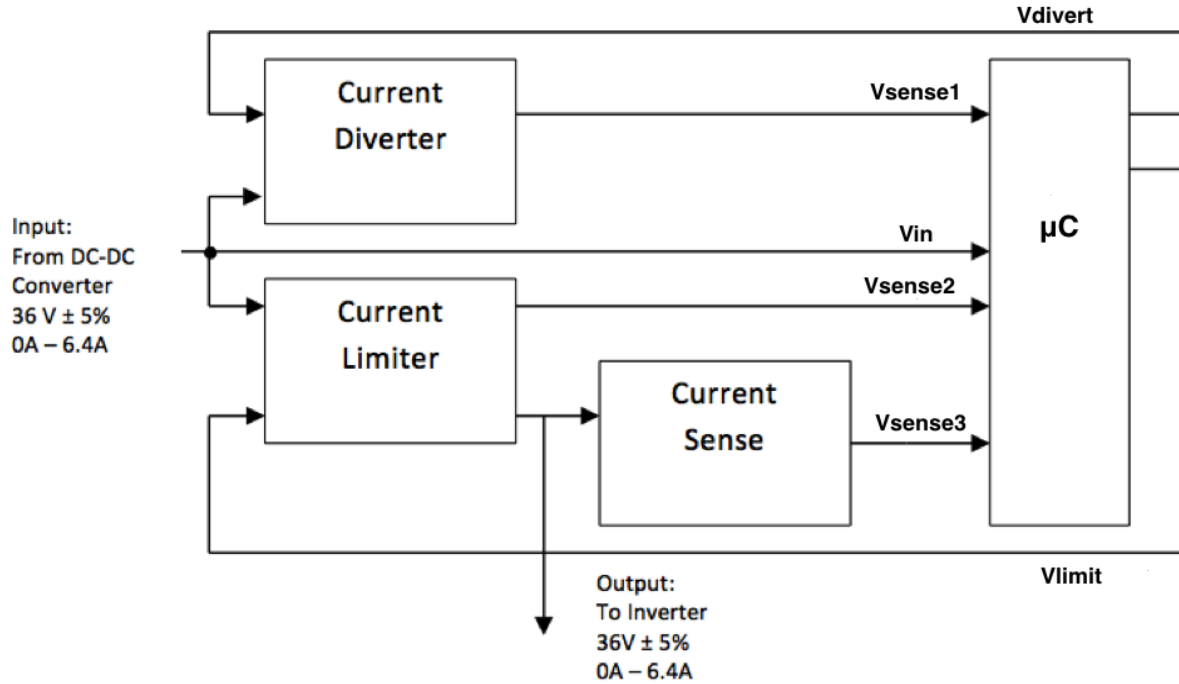 Vdivert
Current
Diverter
Vsense1
µC
Input:
From DC-DC
Converter
36 V ± 5%
0A – 6.4A
Vin
Vsense2
Current
Limiter
Current
Sense
Vsense3
Vlimit
Output:
To Inverter
36V ± 5%
0A – 6.4A